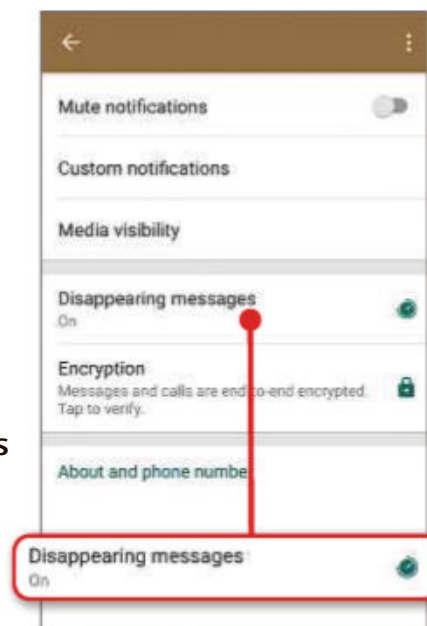 Mute notifications
Custom notifications
Media visibility
Disappearing messages
On
Encryption
Messages and calls are end-to-end encrypted.
Tap to verify.
s
About and phone number
Disappearing messages
On